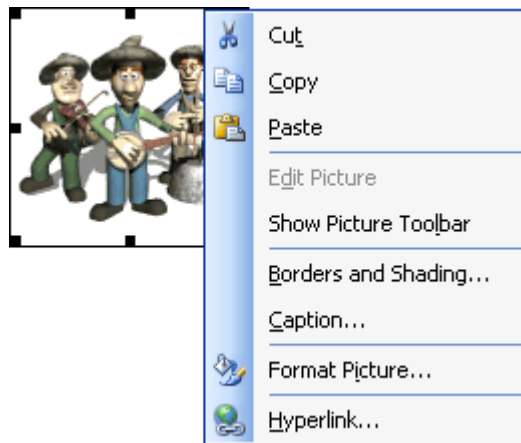 Cut
Copy
Paste
Edit Picture
Show Picture Toolbar
Borders and Shading...
Caption...
Format Picture...
Hyperlink...